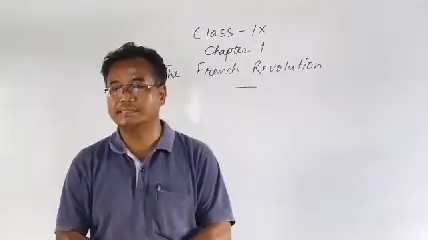 Class - IX
Chapter 1
The French Revolution